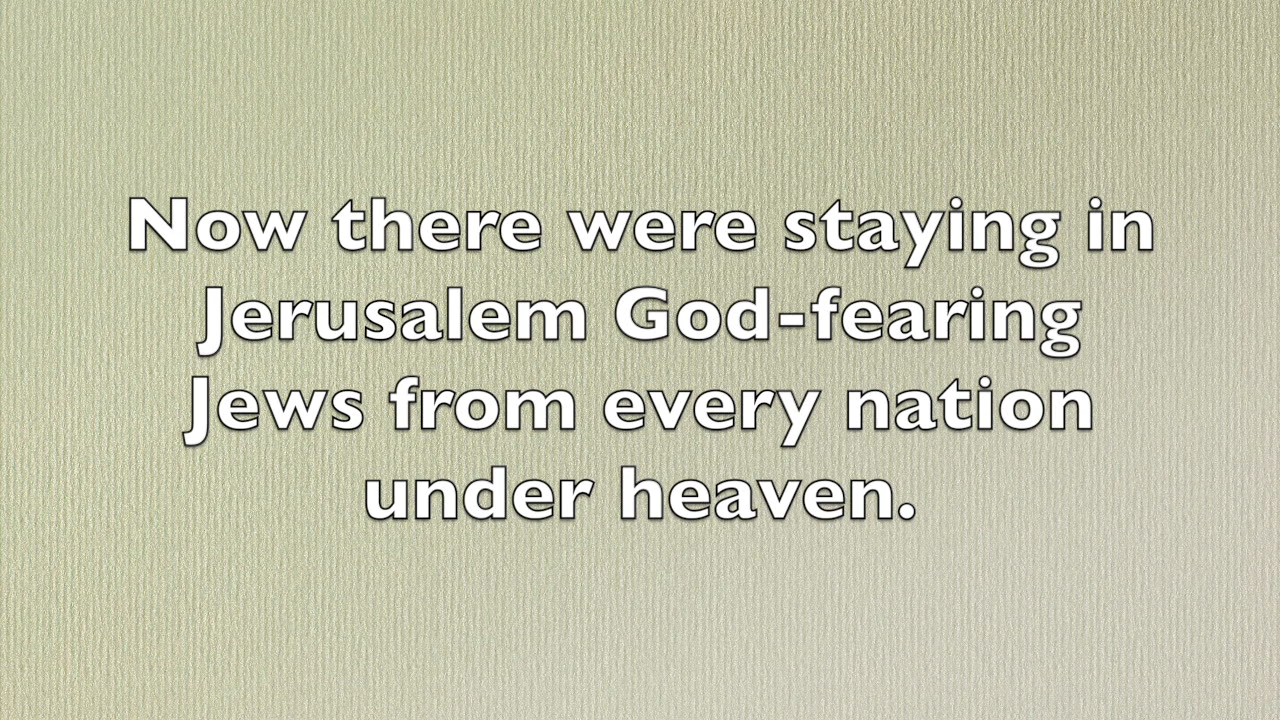 Now there were staying in
Jerusalem God-fearing
Jews from every nation
under heaven.